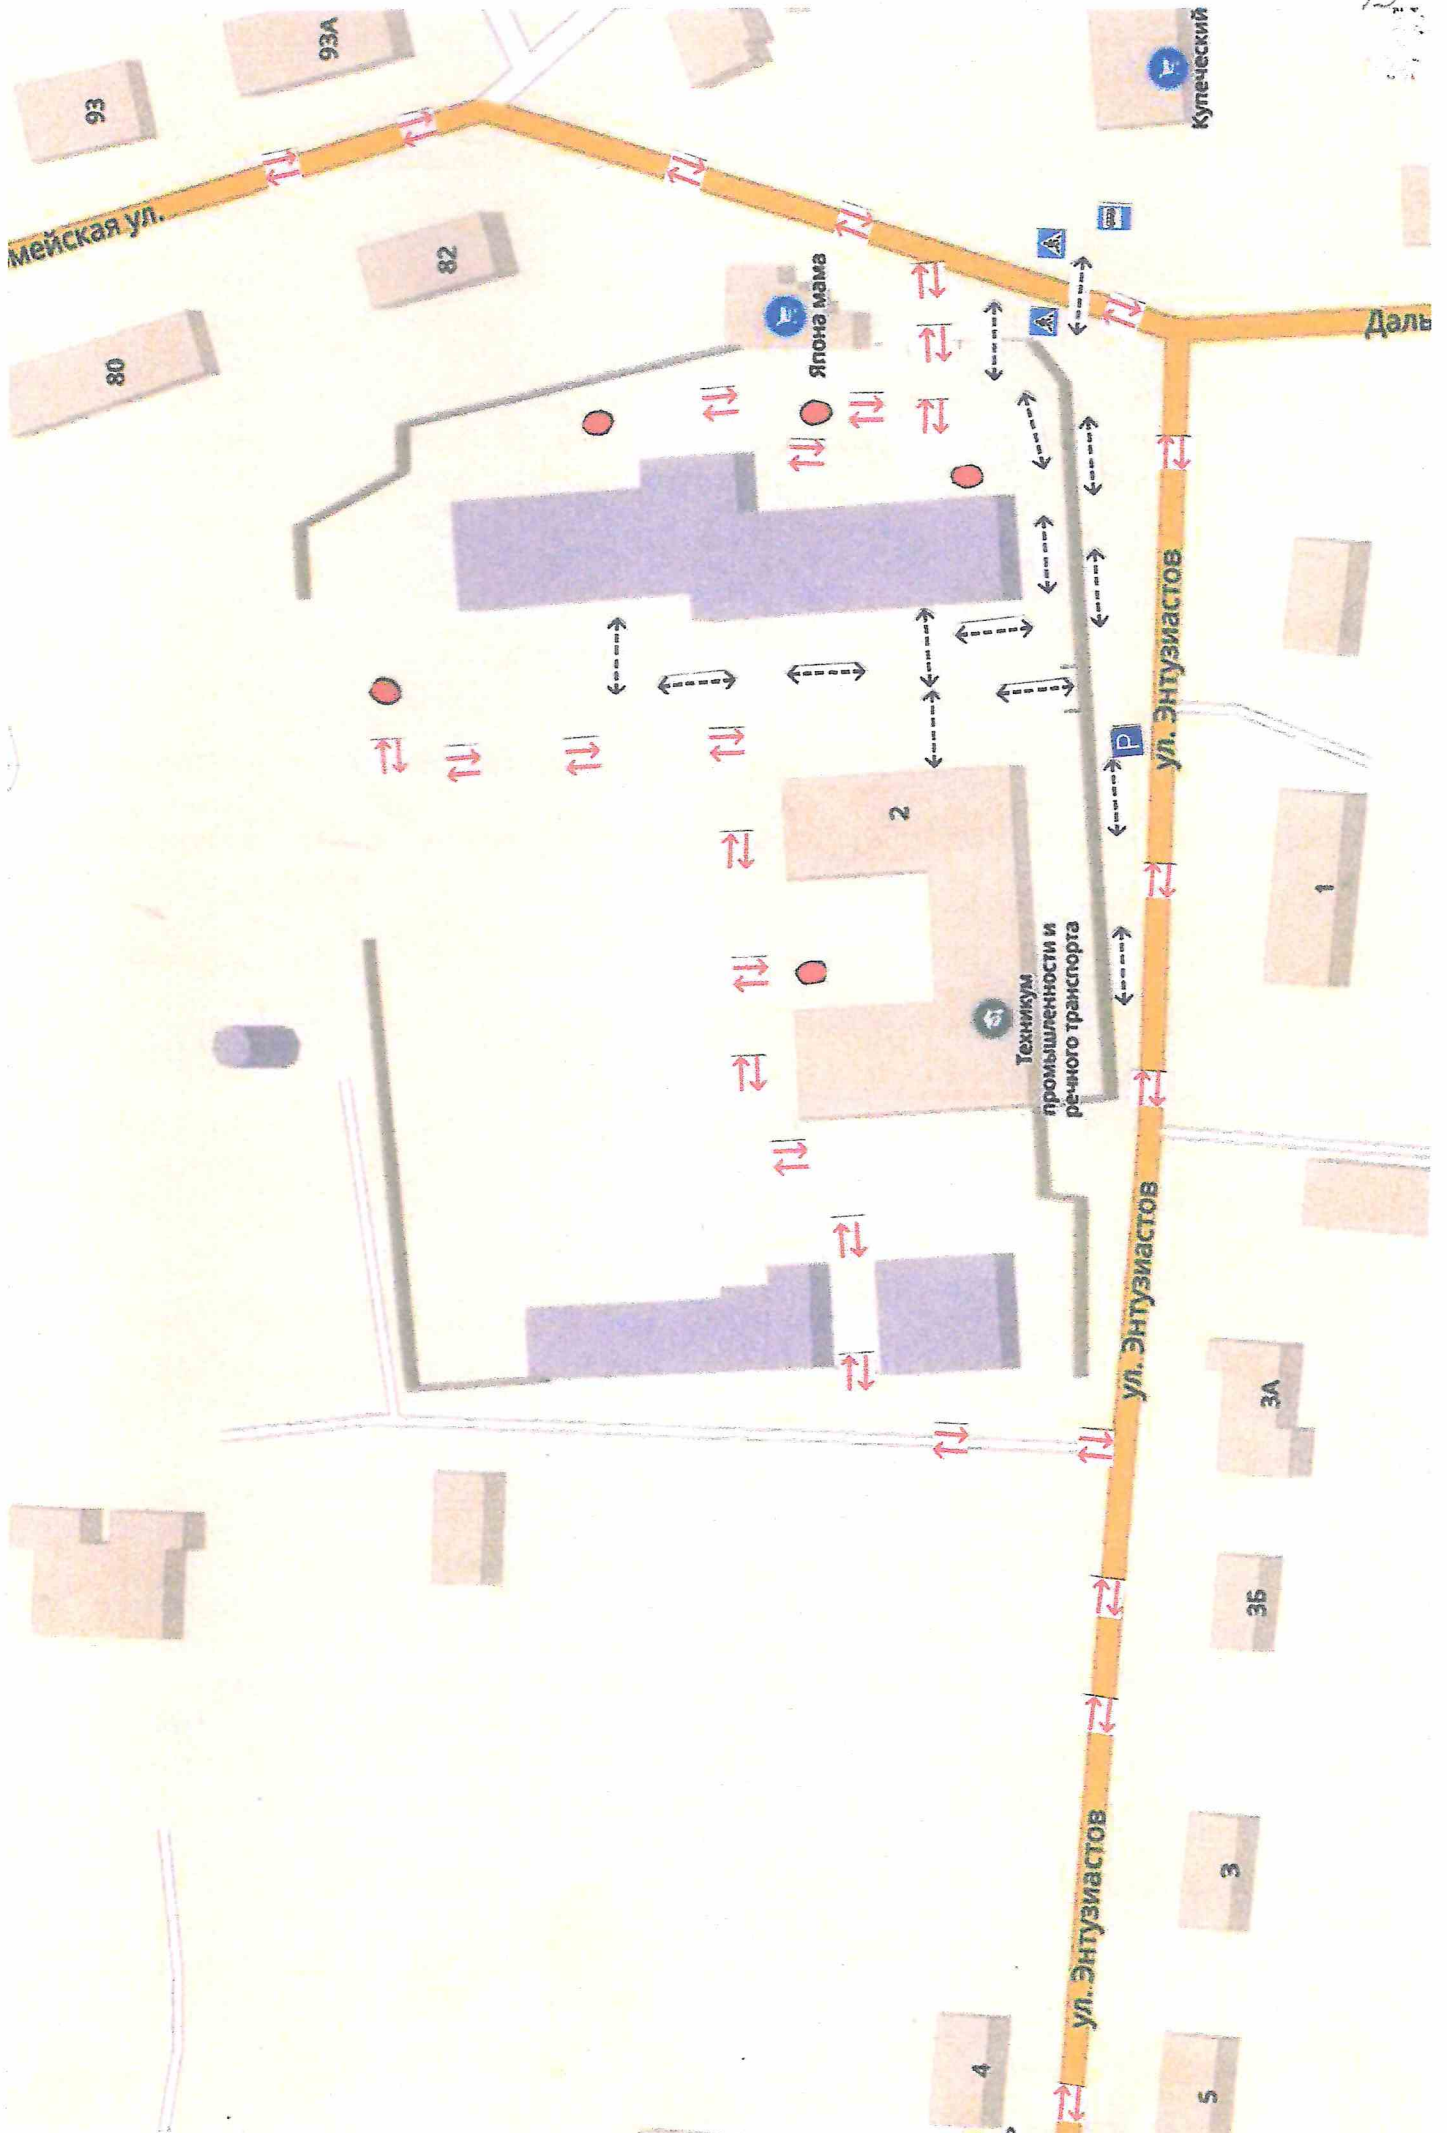 93
93А
мейская ул.
82
80
Купеческий
Япона мама
Даль
ул. Энтузиастов
P
2
1
Техникум
промышленности и
речного транспорта
ул. Энтузиастов
3А
3Б
ул. Энтузиастов
3
4
5